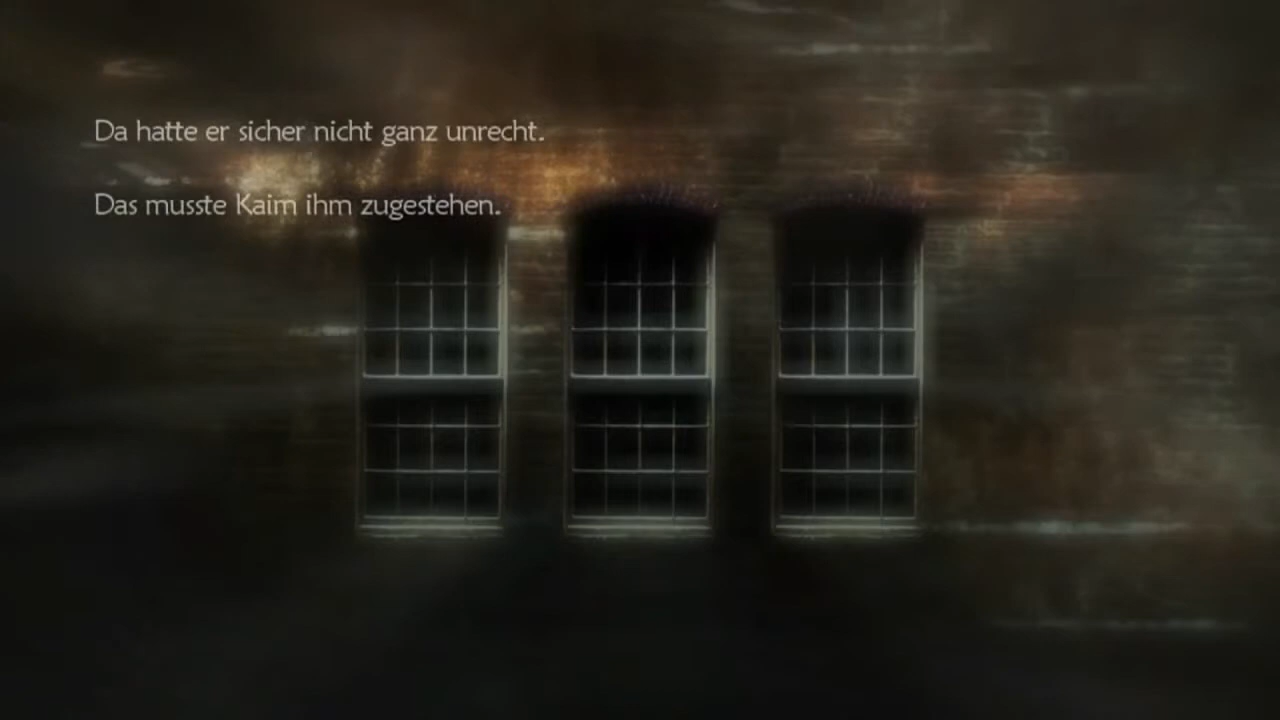 Da hatte er sicher nicht ganz unrecht.
Das musste Kaim ihm zugestehen.